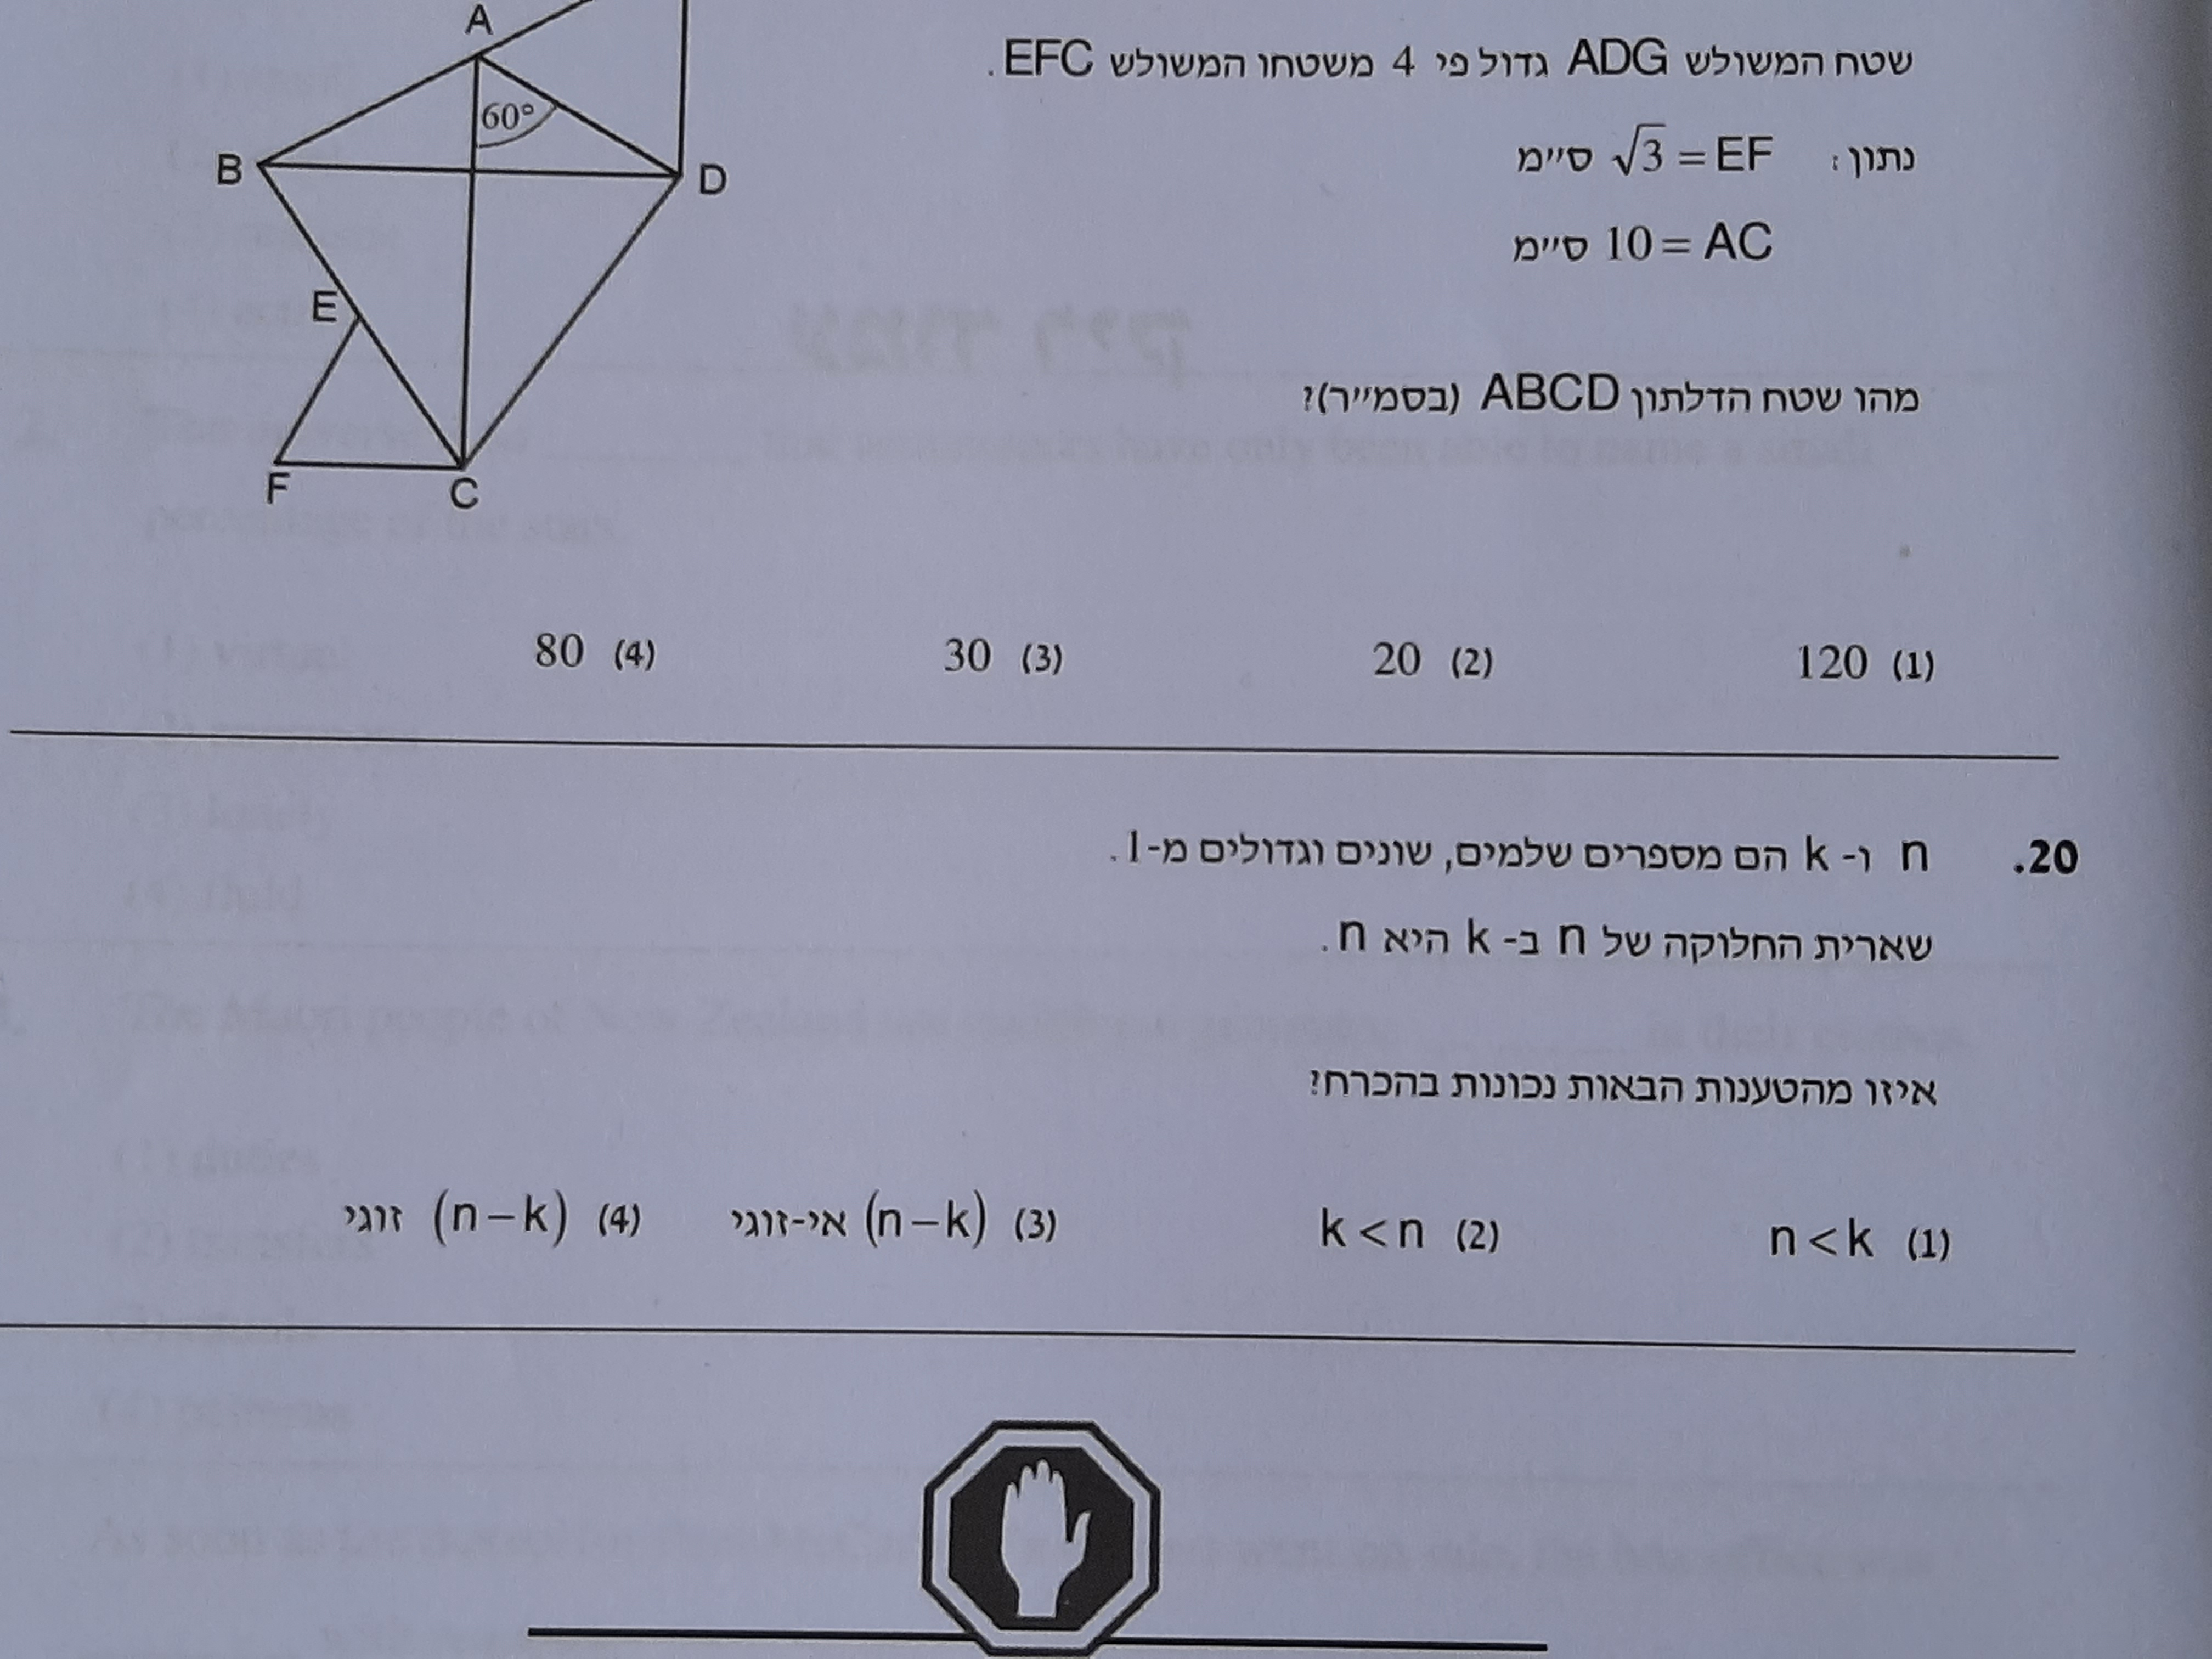 A
60°
B
D
E
F
C
שטח המשולש ADG גדול פי 4 משטחו המשולש EFC.
נתון: EF = √3 ס״מ
AC = 10 ס״מ
מהו שטח הדלתון ABCD (בסמ״ר)?
(1) 120 (2) 20 (3) 30 (4) 80
20. n ו- k הם מספרים שלמים, שונים וגדולים מ-1.
שארית החלוקה של n ב- k היא n.
איזו מהטענות הבאות נכונות בהכרח?
(1) n < k (2) k < n (3) (n – k) אי-זוגי (4) (n – k) זוגי